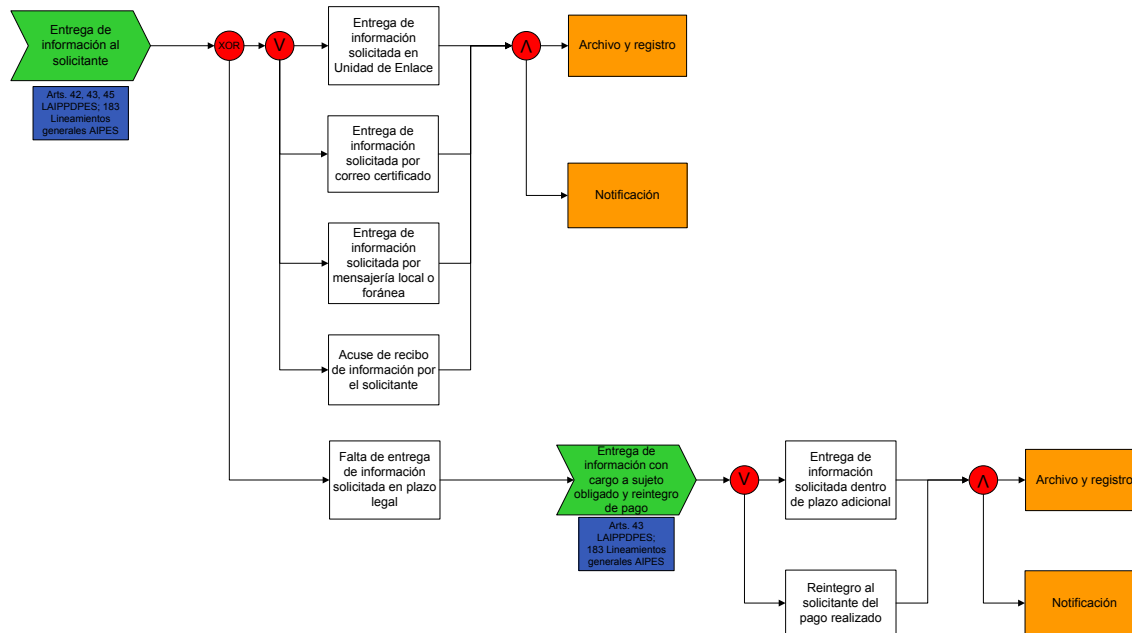 Entrega de
información al
solicitante
Arts. 42, 43, 45
LAIPPDPES; 183
Lineamientos
generales AIPES
XOR
V
Entrega de
información
solicitada en
Unidad de Enlace
Λ
Archivo y registro
Entrega de
información
solicitada por
correo certificado
Notificación
Entrega de
información
solicitada por
mensajería local o
foránea
Acuse de recibo
de información por
el solicitante
Falta de entrega
de información
solicitada en plazo
legal
Entrega de
información con
cargo a sujeto
obligado y reintegro
de pago
Arts. 43
LAIPPDPES;
183 Lineamientos
generales AIPES
V
Entrega de
información
solicitada dentro
de plazo adicional
Λ
Archivo y registro
Reintegro al
solicitante del
pago realizado
Notificación